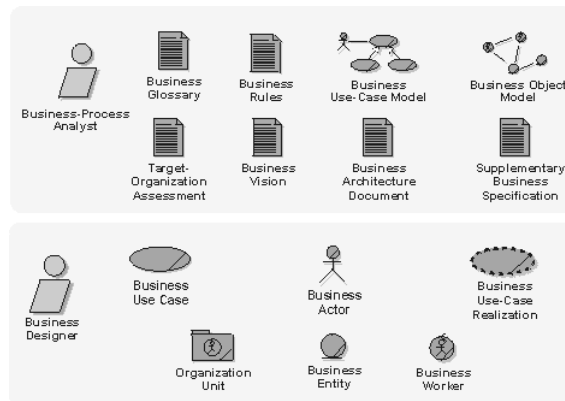 Business-Process
Analyst
Business
Glossary
Business
Rules
Business
Use-Case Model
Business Object
Model
Target-
Organization
Assessment
Business
Vision
Business
Architecture
Document
Supplementary
Business
Specification
Business
Designer
Business
Use Case
Business
Actor
Business
Use-Case
Realization
Organization
Unit
Business
Entity
Business
Worker